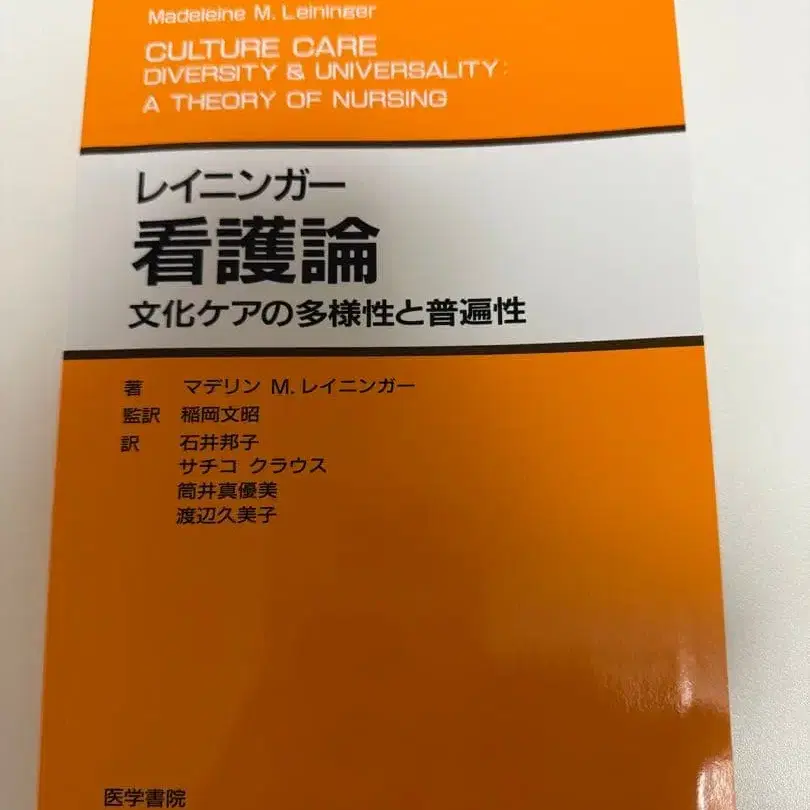 Madeleine M. Leininger
CULTURE CARE
DIVERSITY & UNIVERSALITY:
A THEORY OF NURSING
レイニンガー
看護論
文化ケアの多様性と普遍性
著 マデリン M. レイニンガー
監訳 稲岡文昭
訳 石井邦子
サチコ クラウス
筒井真優美
渡辺久美子
医学書院